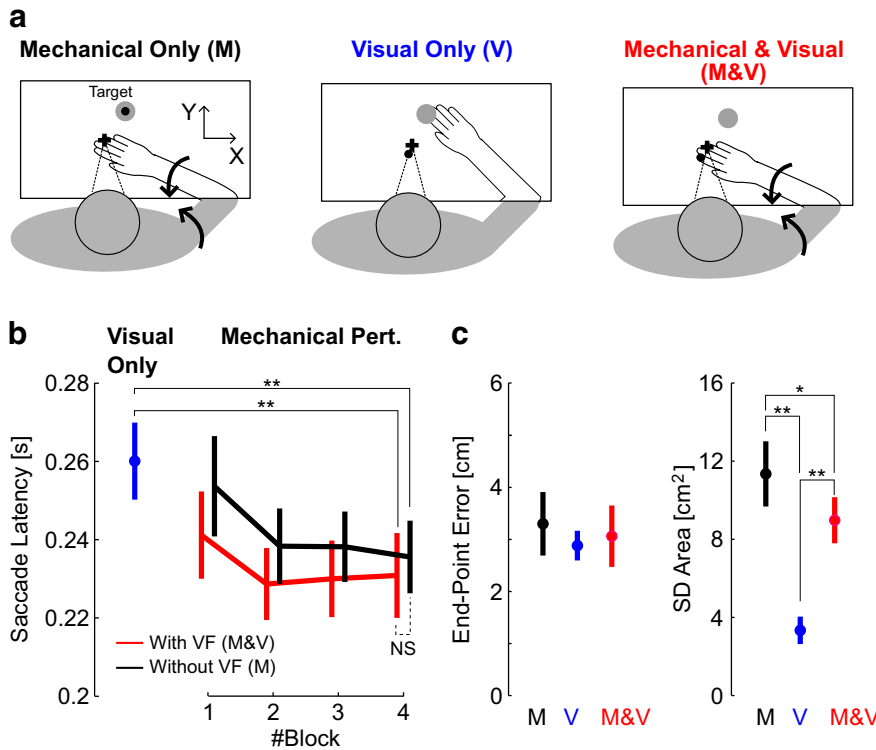 a
Mechanical Only (M)
Visual Only (V)
Mechanical & Visual
(M&V)
Target
Y
X
b
Visual
Only
Mechanical Pert.
**
**
Saccade Latency [s]
0.28
0.26
0.24
0.22
0.2
With VF (M&V)
Without VF (M)
NS
1 2 3 4
#Block
c
End-Point Error [cm]
6
4
2
0
M V M&V
SD Area [cm²]
16
12
8
4
0
*
**
**
M V M&V